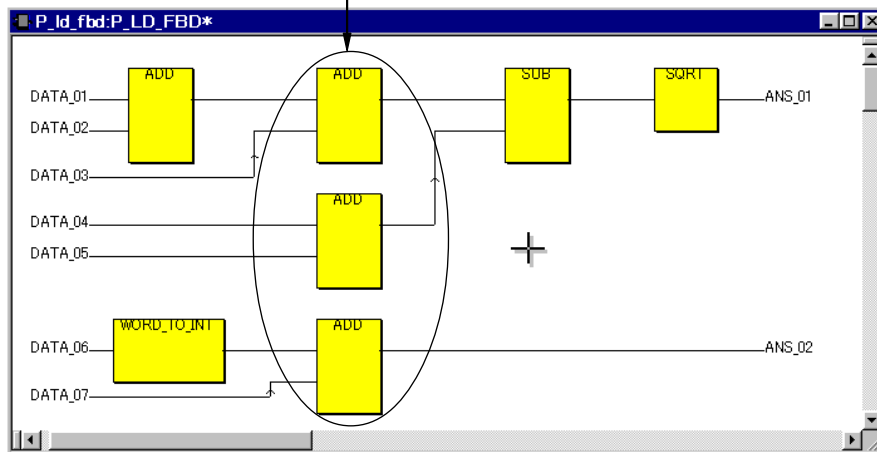 P_ld_fbd:P_LD_FBD*
ADD ADD SUB SQRT
DATA_01 ANS_01
DATA_02
DATA_03
ADD
DATA_04
DATA_05
WORD_TO_INT ADD
DATA_06 ANS_02
DATA_07